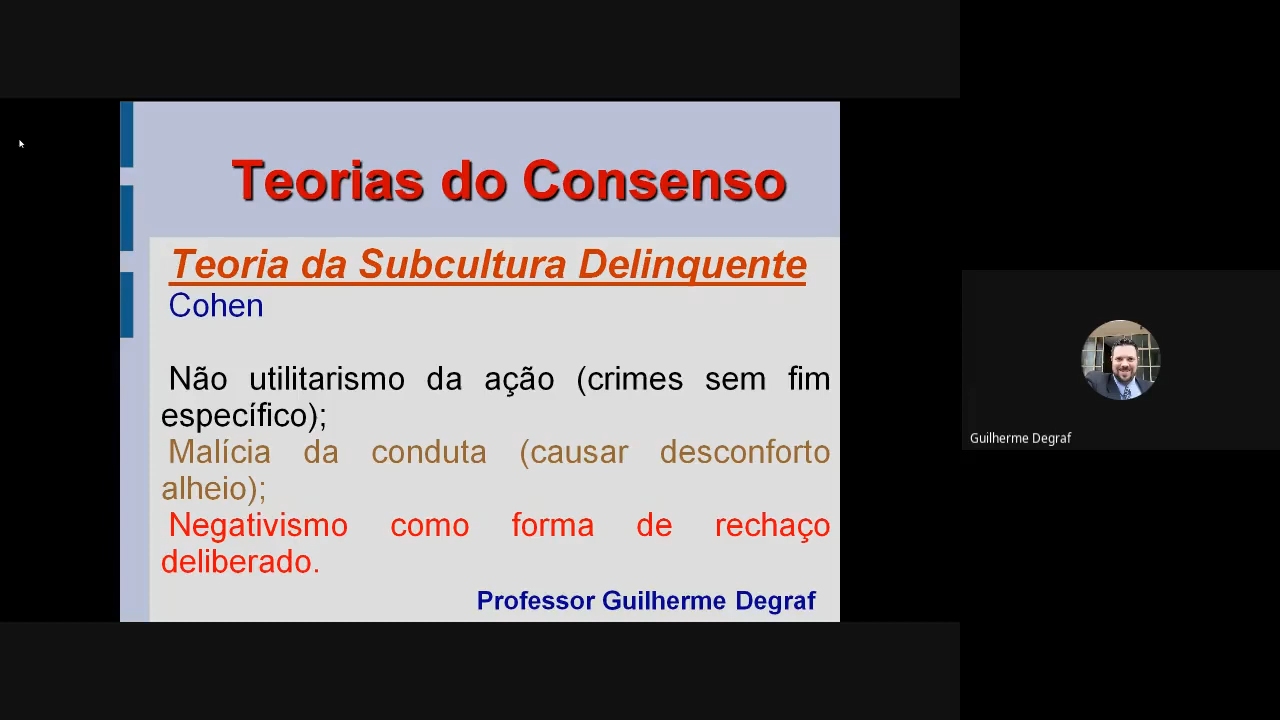 Teorias do Consenso
Teoria da Subcultura Delinquente
Cohen
Não utilitarismo da ação (crimes sem fim
específico);
Malícia da conduta (causar desconforto
alheio);
Negativismo como forma de rechaço
deliberado.
Professor Guilherme Degraf
Guilherme Degraf